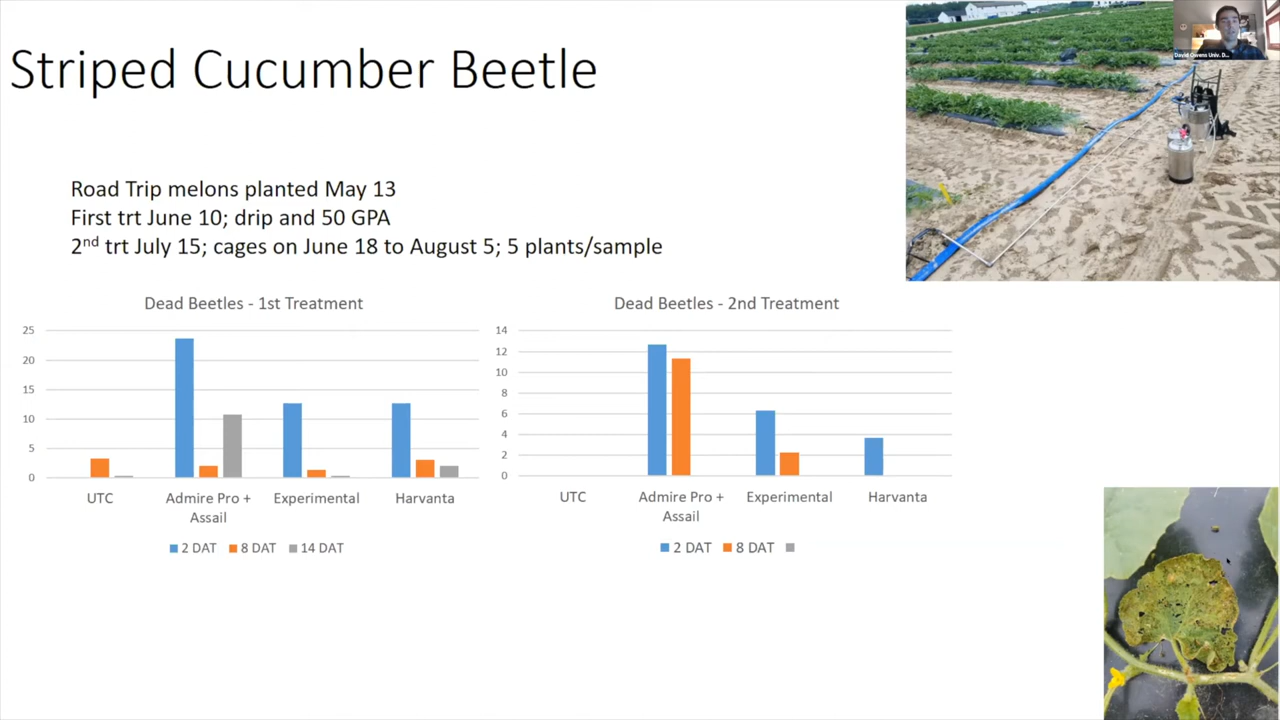 Striped Cucumber Beetle
David Owens Univ. D...
Road Trip melons planted May 13
First trt June 10; drip and 50 GPA
2nd trt July 15; cages on June 18 to August 5; 5 plants/sample
Dead Beetles - 1st Treatment
25
20
15
10
5
0
UTC
Admire Pro +
Assail
Experimental
Harvanta
2 DAT
8 DAT
14 DAT
Dead Beetles - 2nd Treatment
14
12
10
8
6
4
2
0
UTC
Admire Pro +
Assail
Experimental
Harvanta
2 DAT
8 DAT